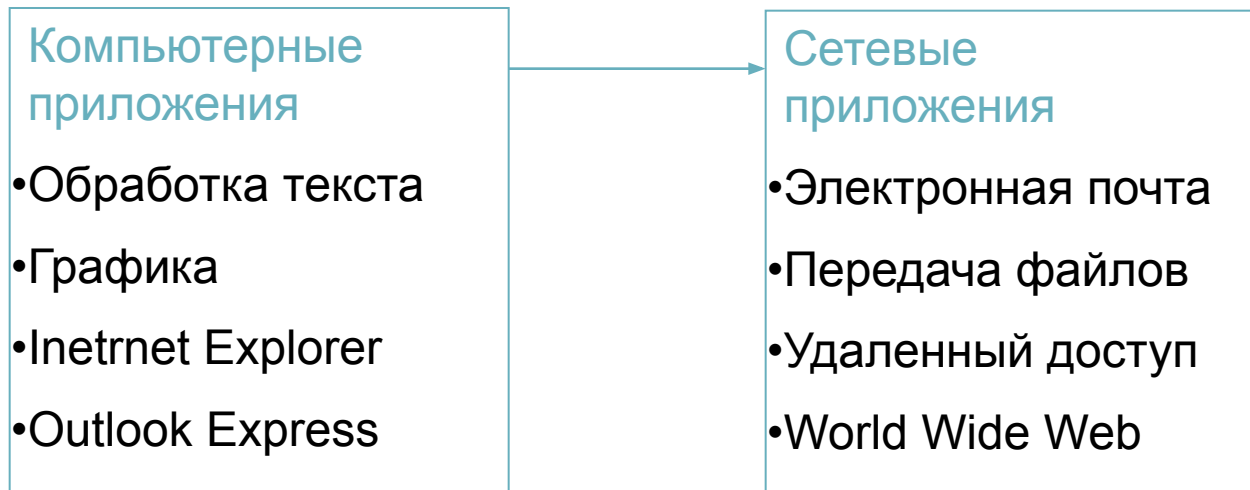 Компьютерные
приложения
•Обработка текста
•Графика
•Inetrnet Explorer
•Outlook Express
Сетевые
приложения
•Электронная почта
•Передача файлов
•Удаленный доступ
•World Wide Web